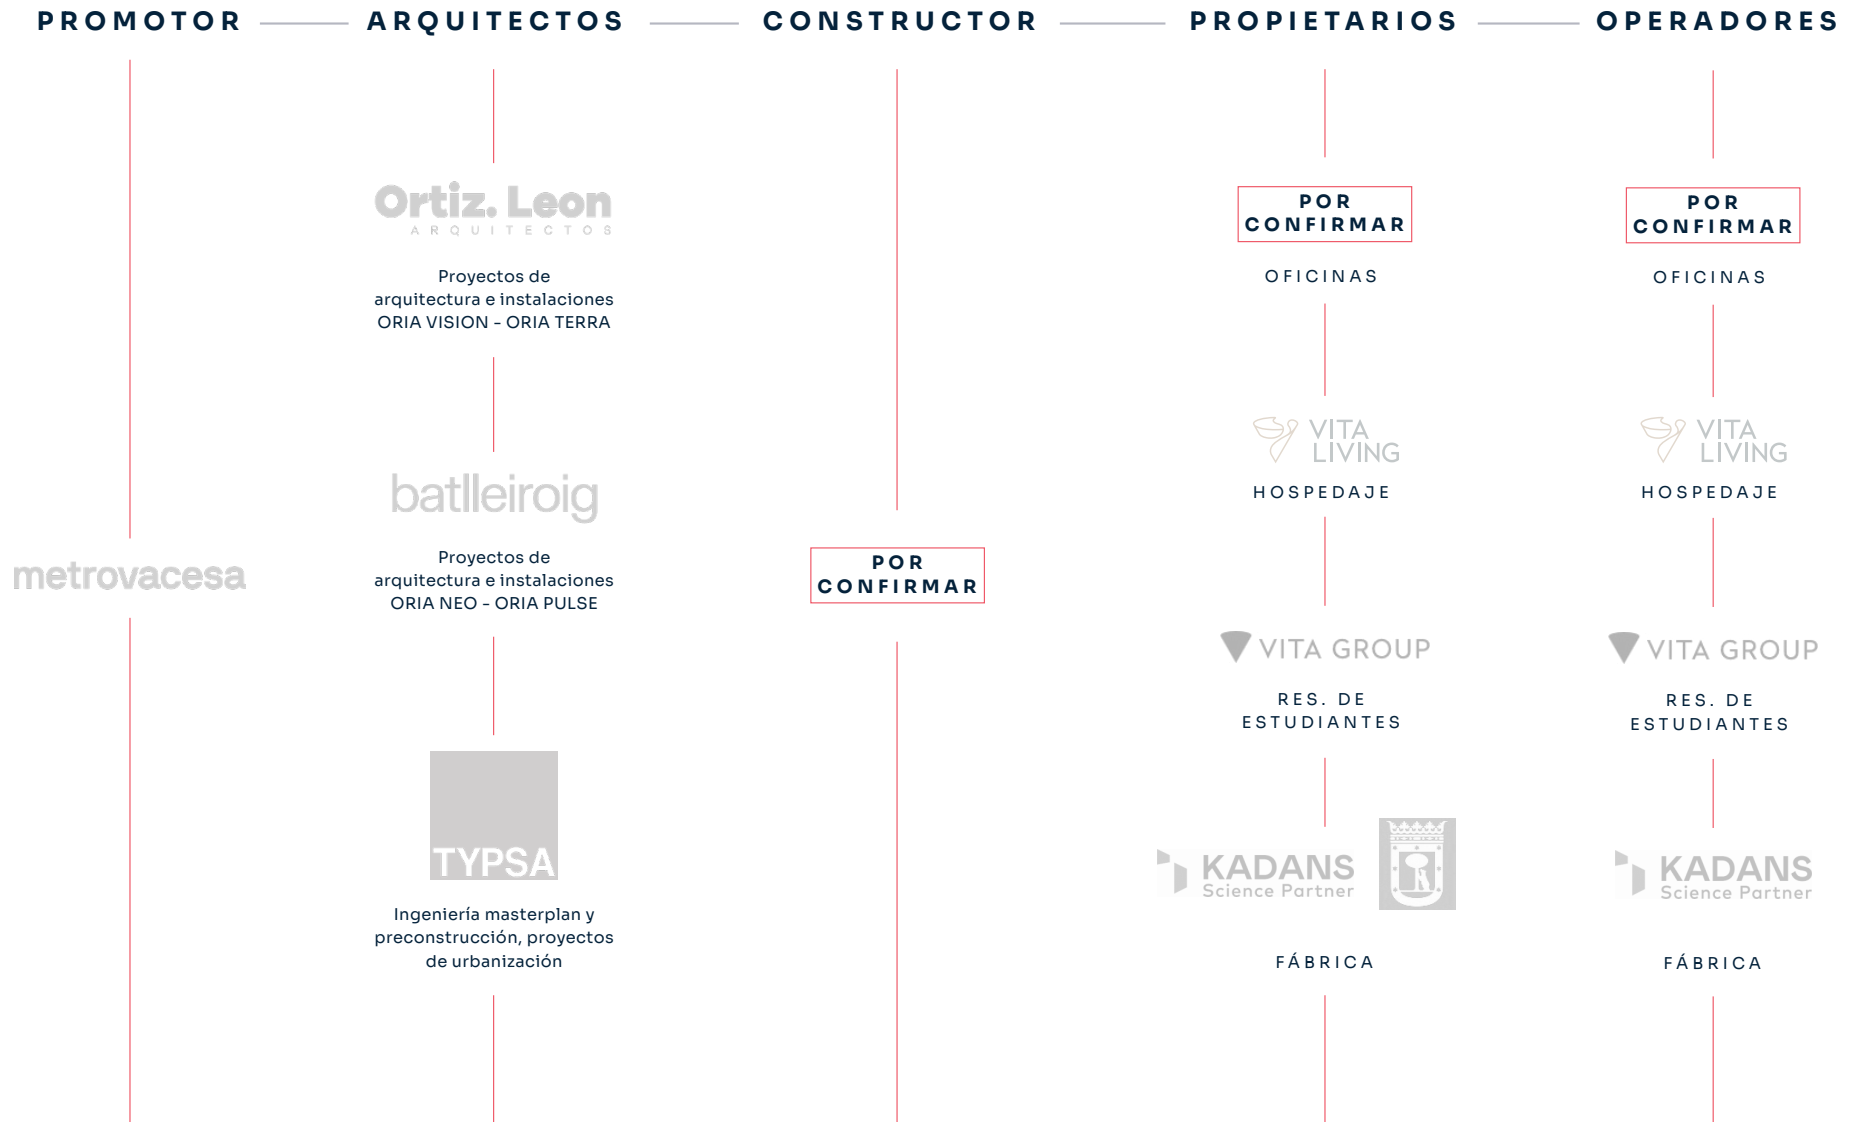 PROMOTOR
ARQUITECTOS
CONSTRUCTOR
PROPIETARIOS
OPERADORES
metrovacesa
Ortiz. Leon
ARQUITECTOS
Proyectos de
arquitectura e instalaciones
ORIA VISION - ORIA TERRA
batlleiroig
Proyectos de
arquitectura e instalaciones
ORIA NEO - ORIA PULSE
TYPSA
Ingeniería masterplan y
preconstrucción, proyectos
de urbanización
POR
CONFIRMAR
POR
CONFIRMAR
OFICINAS
VITA
LIVING
HOSPEDAJE
VITA GROUP
RES. DE
ESTUDIANTES
KADANS
Science Partner
FÁBRICA
POR
CONFIRMAR
OFICINAS
VITA
LIVING
HOSPEDAJE
VITA GROUP
RES. DE
ESTUDIANTES
KADANS
Science Partner
FÁBRICA